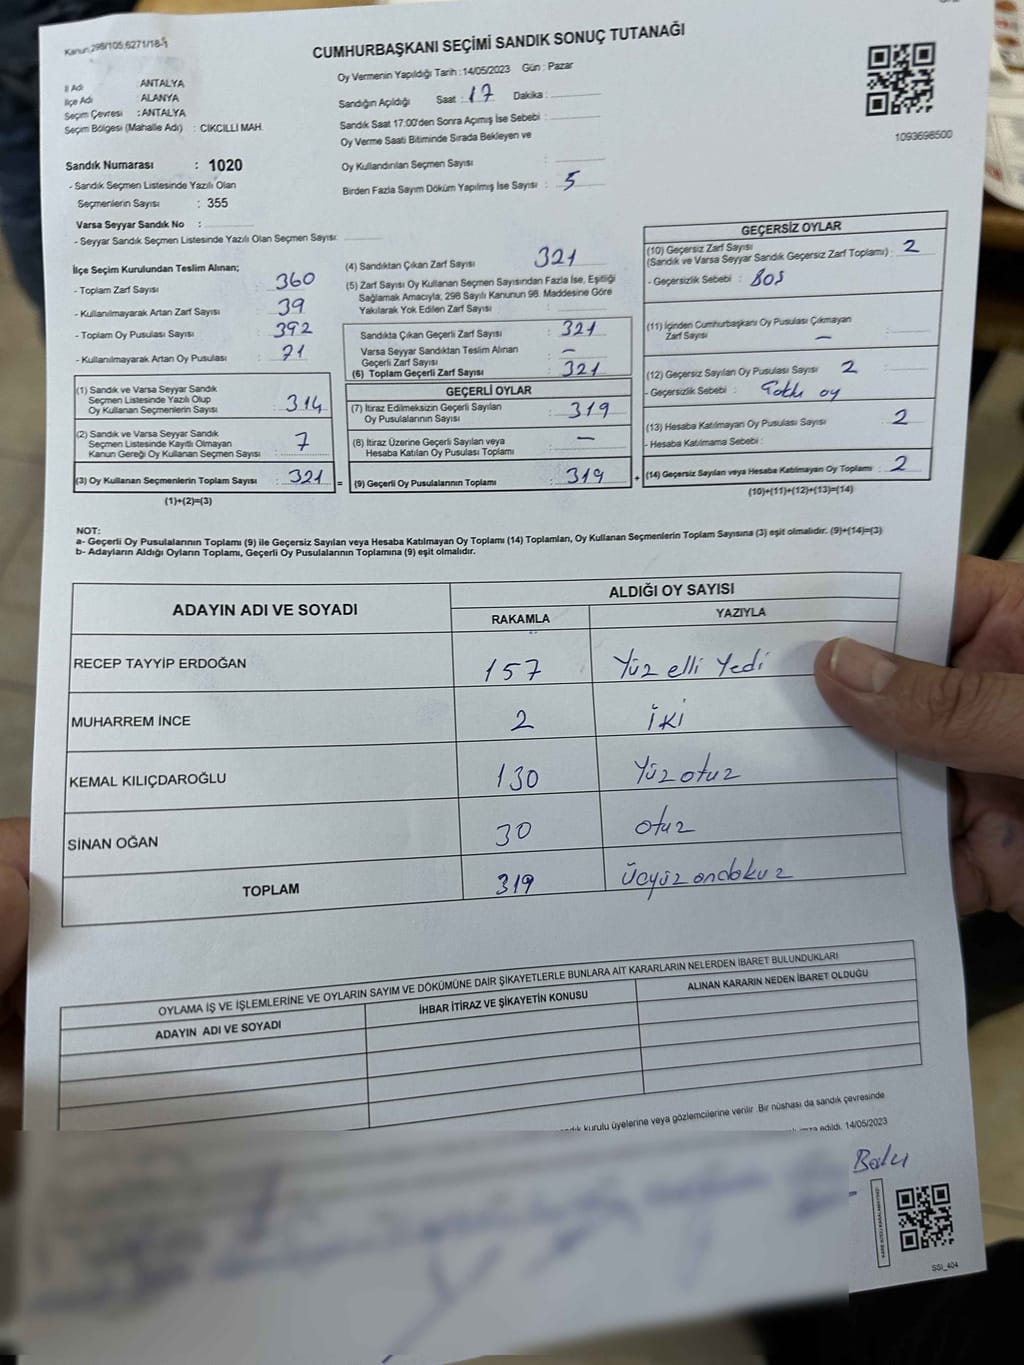 Kanun:298/105;6271/18-1
CUMHURBAŞKANI SEÇİMİ SANDIK SONUÇ TUTANAĞI
İl Adı : ANTALYA
İlçe Adı : ALANYA
Seçim Çevresi : ANTALYA
Seçim Bölgesi (Mahalle Adı) : CİKCİLLİ MAH.
Oy Vermenin Yapıldığı Tarih : 14/05/2023 Gün : Pazar
Sandığın Açıldığı Saat : 17 Dakika :
Sandık Saat 17:00'den Sonra Açımış İse Sebebi :
Oy Verme Saati Bitiminde Sırada Bekleyen ve
Oy Kullandırılan Seçmen Sayısı :
Birden Fazla Sayım Döküm Yapılmış İse Sayısı : 5
1093698500
Sandık Numarası : 1020
- Sandık Seçmen Listesinde Yazılı Olan
Seçmenlerin Sayısı : 355
Varsa Seyyar Sandık No :
- Seyyar Sandık Seçmen Listesinde Yazılı Olan Seçmen Sayısı:
İlçe Seçim Kurulundan Teslim Alınan;
- Toplam Zarf Sayısı : 360
- Kullanılmayarak Artan Zarf Sayısı : 39
- Toplam Oy Pusulası Sayısı : 392
- Kullanılmayarak Artan Oy Pusulası : 71
(1) Sandık ve Varsa Seyyar Sandık
Seçmen Listesinde Yazılı Olup
Oy Kullanan Seçmenlerin Sayısı : 314
(2) Sandık ve Varsa Seyyar Sandık
Seçmen Listesinde Kayıtlı Olmayan
Kanun Gereği Oy Kullanan Seçmen Sayısı : 7
(3) Oy Kullanan Seçmenlerin Toplam Sayısı : 321 =
(1)+(2)=(3)
(4) Sandıktan Çıkan Zarf Sayısı : 321
(5) Zarf Sayısı Oy Kullanan Seçmen Sayısından Fazla İse, Eşitliği
Sağlamak Amacıyla; 298 Sayılı Kanunun 98. Maddesine Göre
Yakılarak Yok Edilen Zarf Sayısı :
Sandıkta Çıkan Geçerli Zarf Sayısı : 321
Varsa Seyyar Sandıktan Teslim Alınan
Geçerli Zarf Sayısı : –
(6) Toplam Geçerli Zarf Sayısı : 321
GEÇERLİ OYLAR
(7) İtiraz Edilmeksizin Geçerli Sayılan
Oy Pusulalarının Sayısı : 319
(8) İtiraz Üzerine Geçerli Sayılan veya
Hesaba Katılan Oy Pusulası Toplamı : –
(9) Geçerli Oy Pusulalarının Toplamı : 319 +
GEÇERSİZ OYLAR
(10) Geçersiz Zarf Sayısı
(Sandık ve Varsa Seyyar Sandık Geçersiz Zarf Toplamı) : 2
- Geçersizlik Sebebi : Boş
(11) İçinden Cumhurbaşkanı Oy Pusulası Çıkmayan
Zarf Sayısı : –
(12) Geçersiz Sayılan Oy Pusulası Sayısı : 2
- Geçersizlik Sebebi : oy
(13) Hesaba Katılmayan Oy Pusulası Sayısı : 2
- Hesaba Katılmama Sebebi :
(14) Geçersiz Sayılan veya Hesaba Katılmayan Oy Toplamı : 2
(10)+(11)+(12)+(13)=(14)
NOT:
a- Geçerli Oy Pusulalarının Toplamı (9) ile Geçersiz Sayılan veya Hesaba Katılmayan Oy Toplamı (14) Toplamları, Oy Kullanan Seçmenlerin Toplam Sayısına (3) eşit olmalıdır. (9)+(14)=(3)
b- Adayların Aldığı Oyların Toplamı, Geçerli Oy Pusulalarının Toplamına (9) eşit olmalıdır.
ADAYIN ADI VE SOYADI
ALDIĞI OY SAYISI
RAKAMLA YAZIYLA
RECEP TAYYİP ERDOĞAN 157 Yüz elli Yedi
MUHARREM İNCE 2 iki
KEMAL KILIÇDAROĞLU 130 Yüzotuz
SİNAN OĞAN 30 otuz
TOPLAM 319 Üçyüz ondokuz
OYLAMA İŞ VE İŞLEMLERİNE VE OYLARIN SAYIM VE DÖKÜMÜNE DAİR ŞİKAYETLERLE BUNLARA AİT KARARLARIN NELERDEN İBARET BULUNDUKLARI
ADAYIN ADI VE SOYADI İHBAR İTİRAZ VE ŞİKAYETİN KONUSU ALINAN KARARIN NEDEN İBARET OLDUĞU
kurulu üyelerine veya gözlemcilerine verilir. Bir nüshası da sandık çevresinde
edildi. 14/05/2023
SSI_404